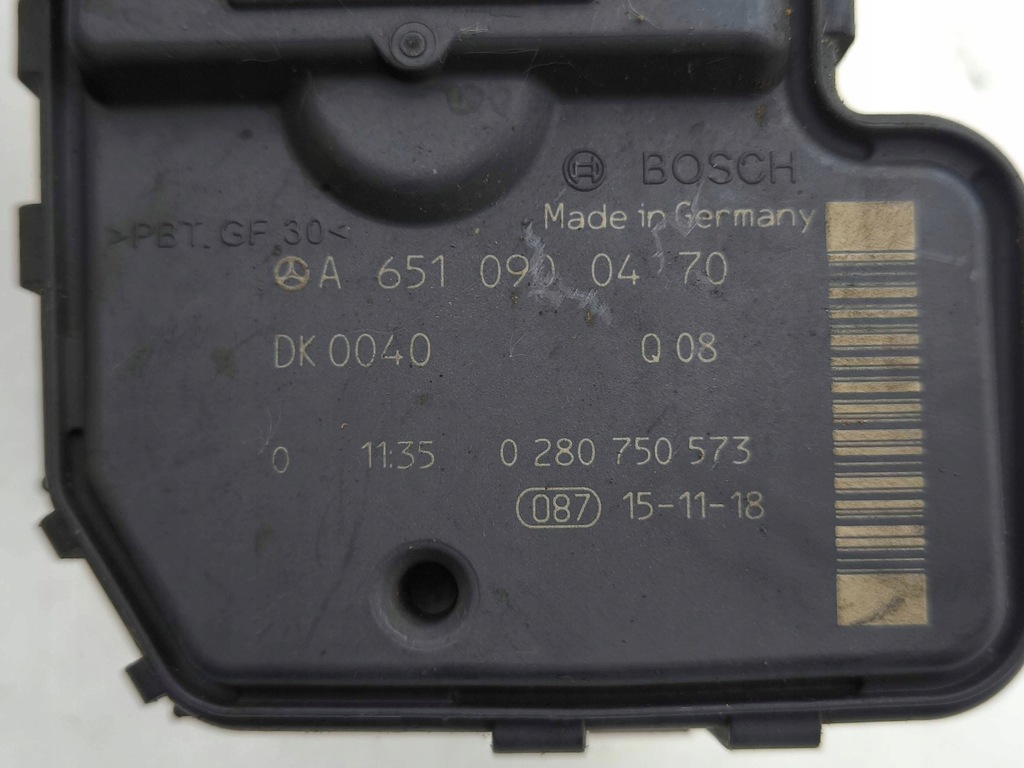 BOSCH
Made in Germany
>PBT. GF 30<
A 651 090 04 70
DK 0040 Q 08
0 11:35 0 280 750 573
087 15-11-18